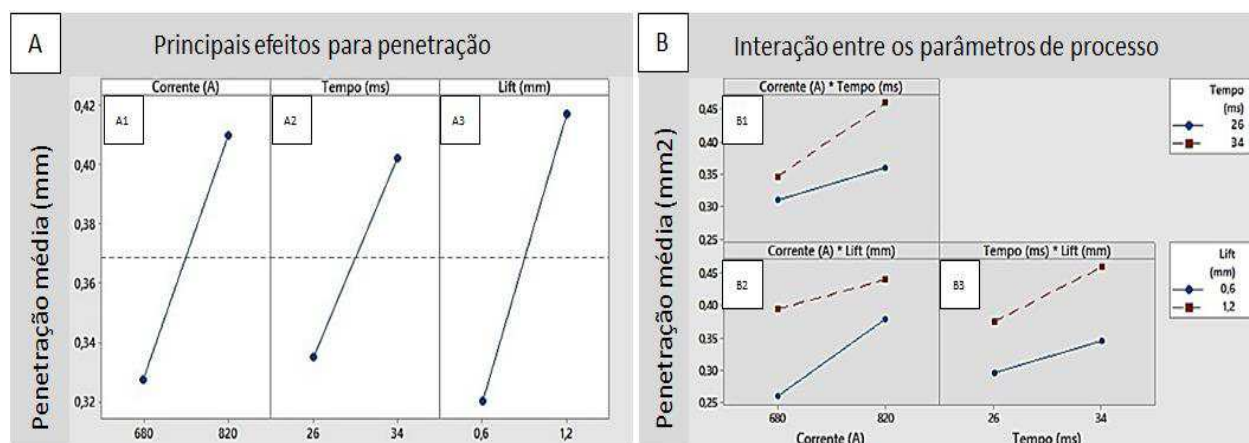 A
Principais efeitos para penetração
Corrente (A)
Tempo (ms)
Lift (mm)
A1
A2
A3
Penetração média (mm)
0,42
0,40
0,38
0,36
0,34
0,32
680
820
26
34
0,6
1,2
B
Interação entre os parâmetros de processo
Penetração média (mm2)
Corrente (A) * Tempo (ms)
B1
0,45
0,40
0,35
0,30
0,25
Tempo
(ms)
26
34
Corrente (A) * Lift (mm)
Tempo (ms) * Lift (mm)
B2
B3
0,45
0,40
0,35
0,30
0,25
Lift
(mm)
0,6
1,2
680
820
26
34
Corrente (A)
Tempo (ms)